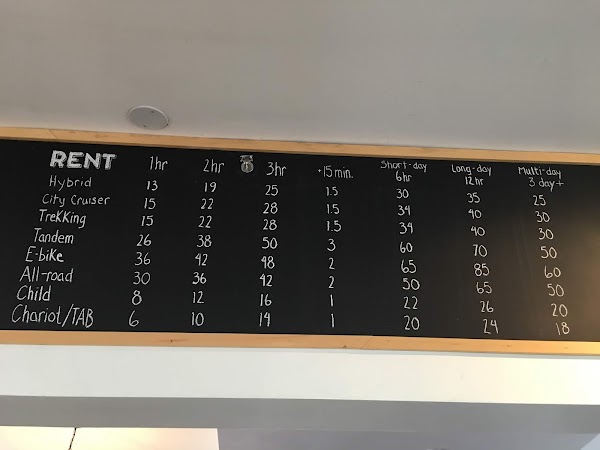 RENT 1hr 2hr 3hr +15min. Short-day 6hr Long-day 12hr Multi-day 3 day+
Hybrid 13 19 25 1.5 30 35 25
City Cruiser 15 22 28 1.5 34 40 30
Trekking 15 22 28 1.5 34 40 30
Tandem 26 38 50 3 60 70 50
E-bike 36 42 48 2 65 85 60
All-road 30 36 42 2 50 65 50
Child 8 12 16 1 22 26 20
Chariot/TAB 6 10 14 1 20 24 18